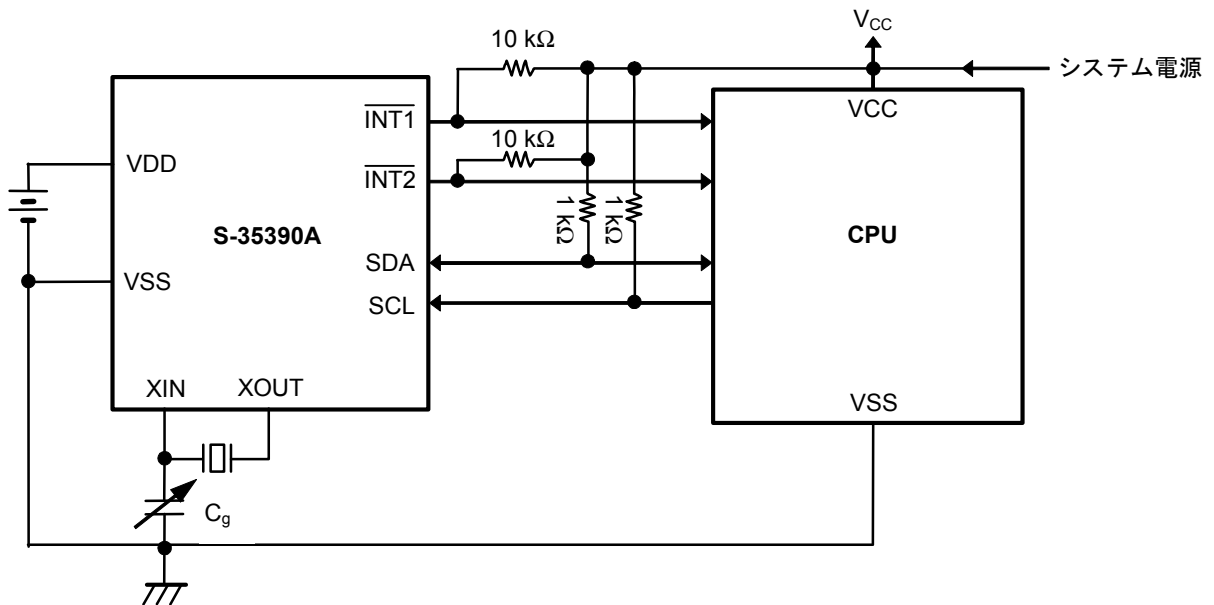 VCC
10 kΩ
システム電源
INT1
VCC
10 kΩ
VDD
INT2
1 kΩ
1 kΩ
S-35390A
CPU
SDA
VSS
SCL
XIN
XOUT
VSS
Cg